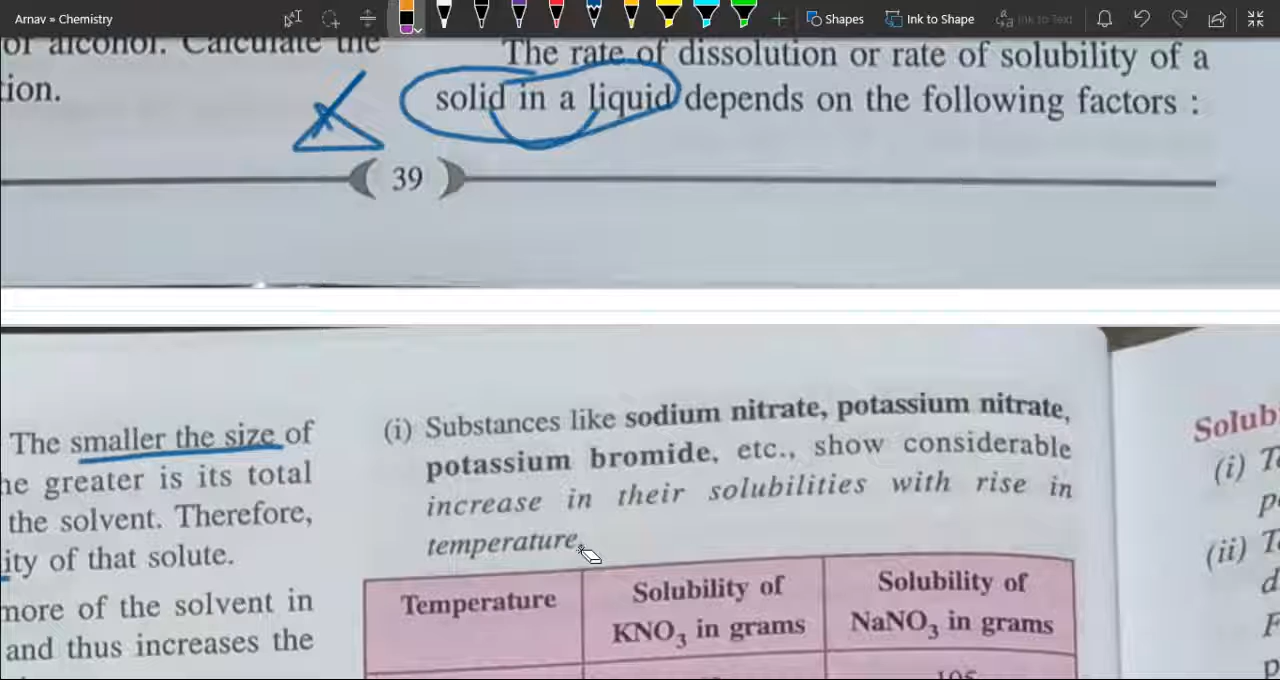 Arnav » Chemistry
Shapes
Ink to Shape
Ink to Text
of alcohol. Calculate the
tion.
The rate of dissolution or rate of solubility of a
solid in a liquid depends on the following factors :
39
The smaller the size of
he greater is its total
the solvent. Therefore,
ity of that solute.
more of the solvent in
and thus increases the
(i) Substances like sodium nitrate, potassium nitrate,
potassium bromide, etc., show considerable
increase in their solubilities with rise in
temperature.
Temperature
Solubility of
KNO3 in grams
Solubility of
NaNO3 in grams
Solub
(i) T
p
(ii) T
d
F
p